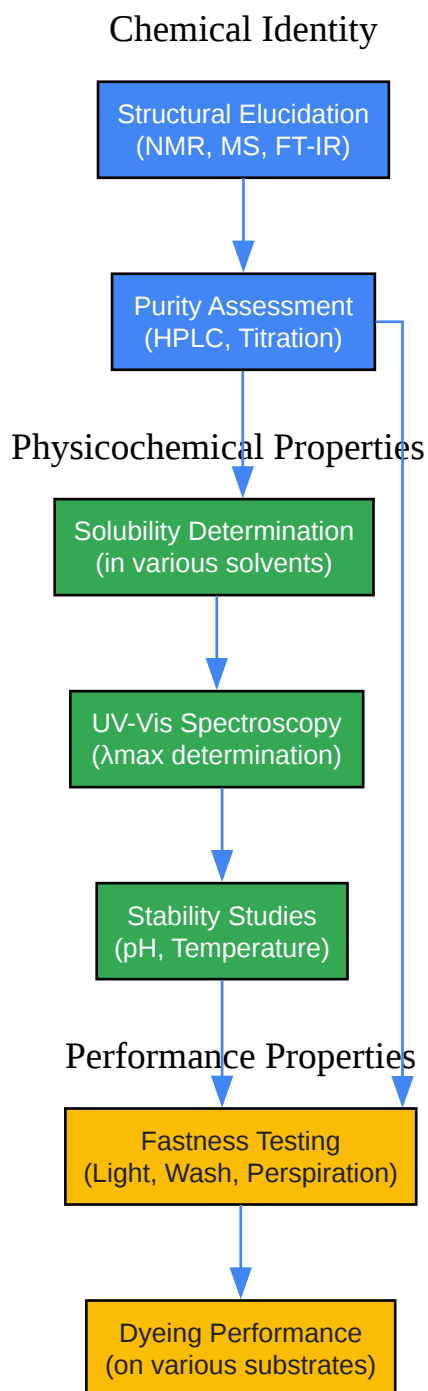 Chemical Identity
Structural Elucidation
(NMR, MS, FT-IR)
Purity Assessment
(HPLC, Titration)
Physicochemical Properties
Solubility Determination
(in various solvents)
UV-Vis Spectroscopy
(λmax determination)
Stability Studies
(pH, Temperature)
Performance Properties
Fastness Testing
(Light, Wash, Perspiration)
Dyeing Performance
(on various substrates)